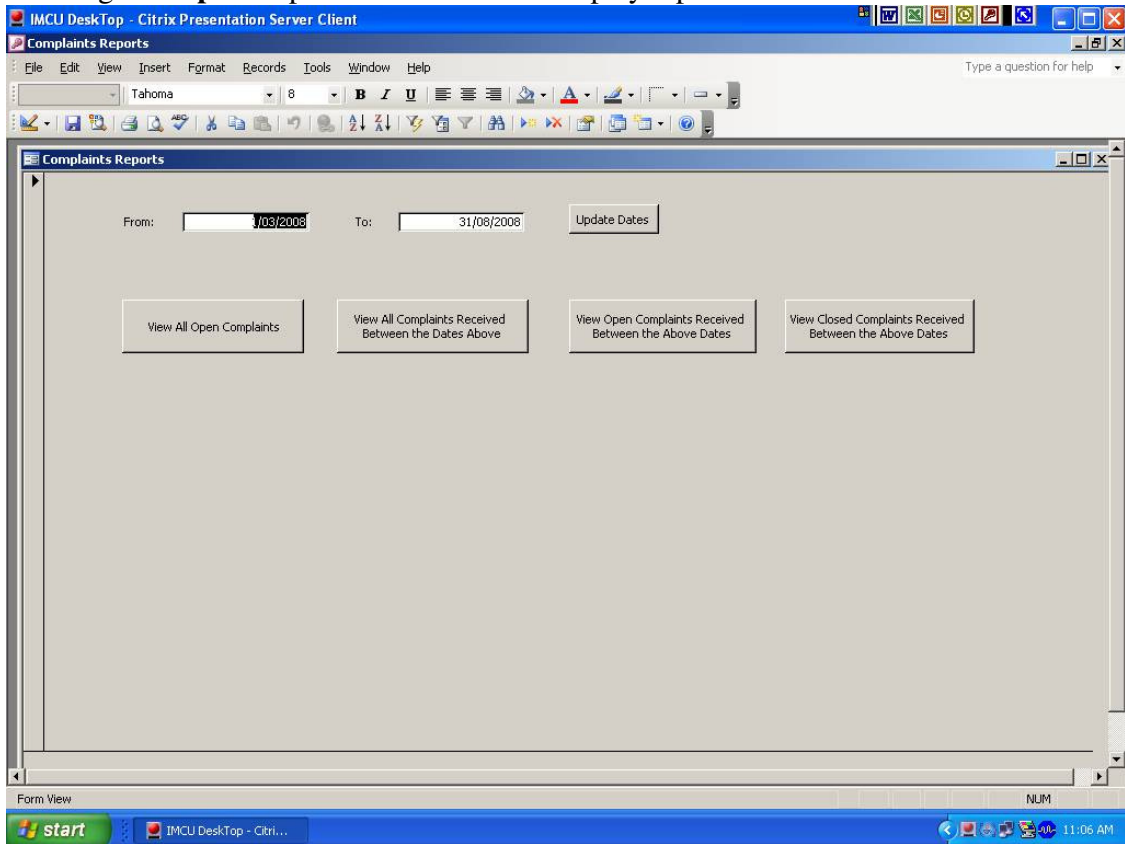 IMCU DeskTop - Citrix Presentation Server Client
Complaints Reports
File Edit View Insert Format Records Tools Window Help
Type a question for help
Tahoma 8 B I U
Complaints Reports
From: /03/2008 To: 31/08/2008 Update Dates
View All Open Complaints
View All Complaints Received
Between the Dates Above
View Open Complaints Received
Between the Above Dates
View Closed Complaints Received
Between the Above Dates
Form View NUM
start IMCU DeskTop - Citri... 11:06 AM